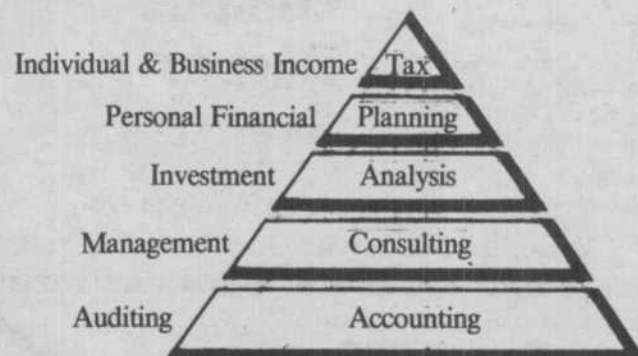 Individual & Business Income Tax
Personal Financial Planning
Investment Analysis
Management Consulting
Auditing Accounting